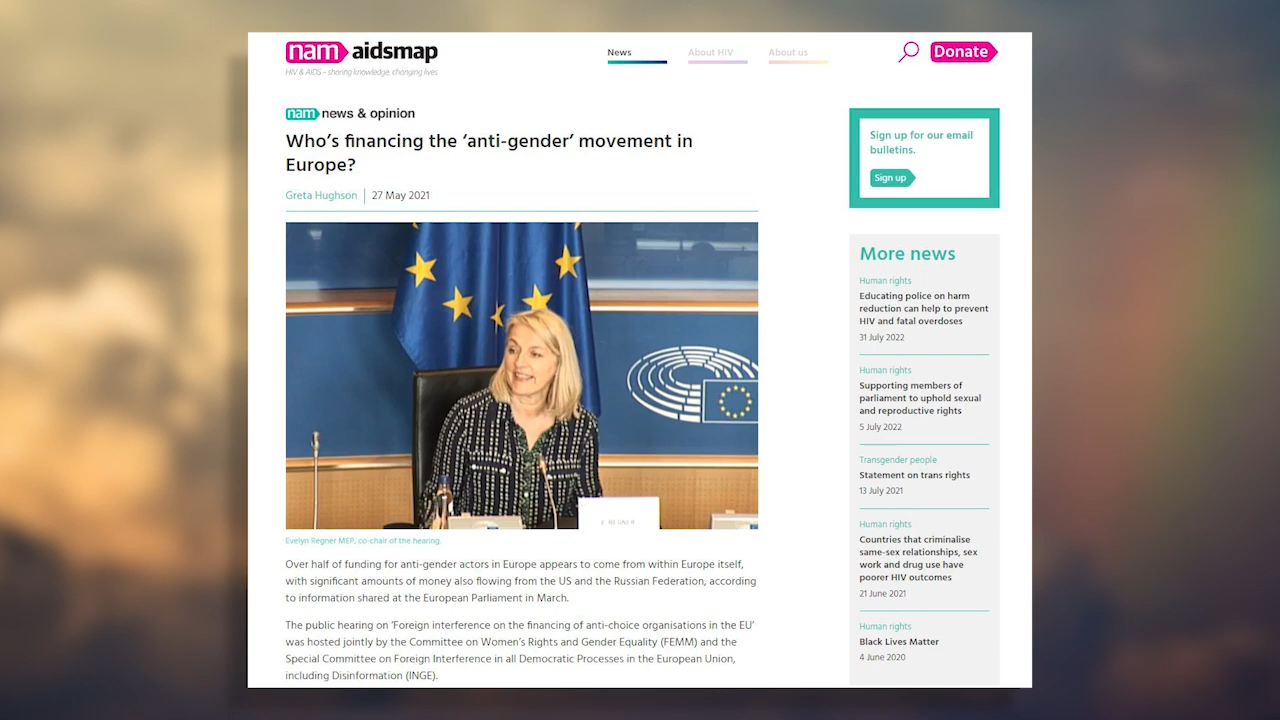 nam aidsmap
HIV & AIDS – sharing knowledge, changing lives
News
About HIV
About us
Donate
nam news & opinion
Who’s financing the ‘anti-gender’ movement in
Europe?
Greta Hughson | 27 May 2021
Evelyn Regner MEP, co-chair of the hearing.
Over half of funding for anti-gender actors in Europe appears to come from within Europe itself,
with significant amounts of money also flowing from the US and the Russian Federation, according
to information shared at the European Parliament in March.
The public hearing on ‘Foreign interference on the financing of anti-choice organisations in the EU’
was hosted jointly by the Committee on Women’s Rights and Gender Equality (FEMM) and the
Special Committee on Foreign Interference in all Democratic Processes in the European Union,
including Disinformation (INGE).
Sign up for our email
bulletins.
Sign up
More news
Human rights
Educating police on harm
reduction can help to prevent
HIV and fatal overdoses
31 July 2022
Human rights
Supporting members of
parliament to uphold sexual
and reproductive rights
5 July 2022
Transgender people
Statement on trans rights
13 July 2021
Human rights
Countries that criminalise
same-sex relationships, sex
work and drug use have
poorer HIV outcomes
21 June 2021
Human rights
Black Lives Matter
4 June 2020